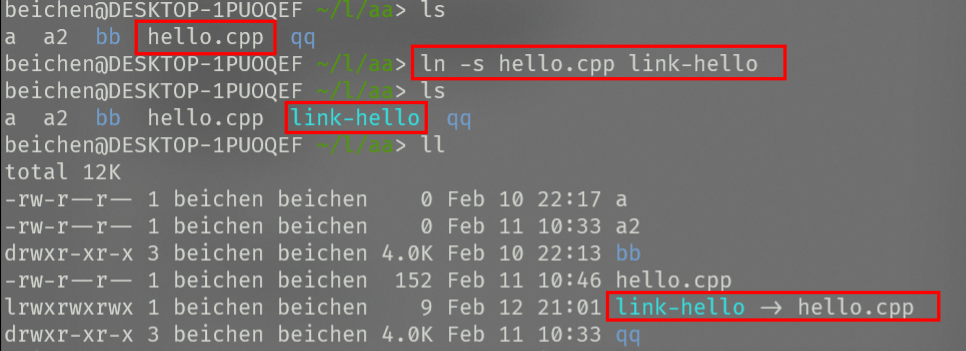 beichen@DESKTOP-1PUOQEF ~/l/aa> ls
a a2 bb hello.cpp qq
beichen@DESKTOP-1PUOQEF ~/l/aa> ln -s hello.cpp link-hello
beichen@DESKTOP-1PUOQEF ~/l/aa> ls
a a2 bb hello.cpp link-hello qq
beichen@DESKTOP-1PUOQEF ~/l/aa> ll
total 12K
-rw-r--r-- 1 beichen beichen 0 Feb 10 22:17 a
-rw-r--r-- 1 beichen beichen 0 Feb 11 10:33 a2
drwxr-xr-x 3 beichen beichen 4.0K Feb 10 22:13 bb
-rw-r--r-- 1 beichen beichen 152 Feb 11 10:46 hello.cpp
lrwxrwxrwx 1 beichen beichen 9 Feb 12 21:01 link-hello -> hello.cpp
drwxr-xr-x 3 beichen beichen 4.0K Feb 11 10:33 qq